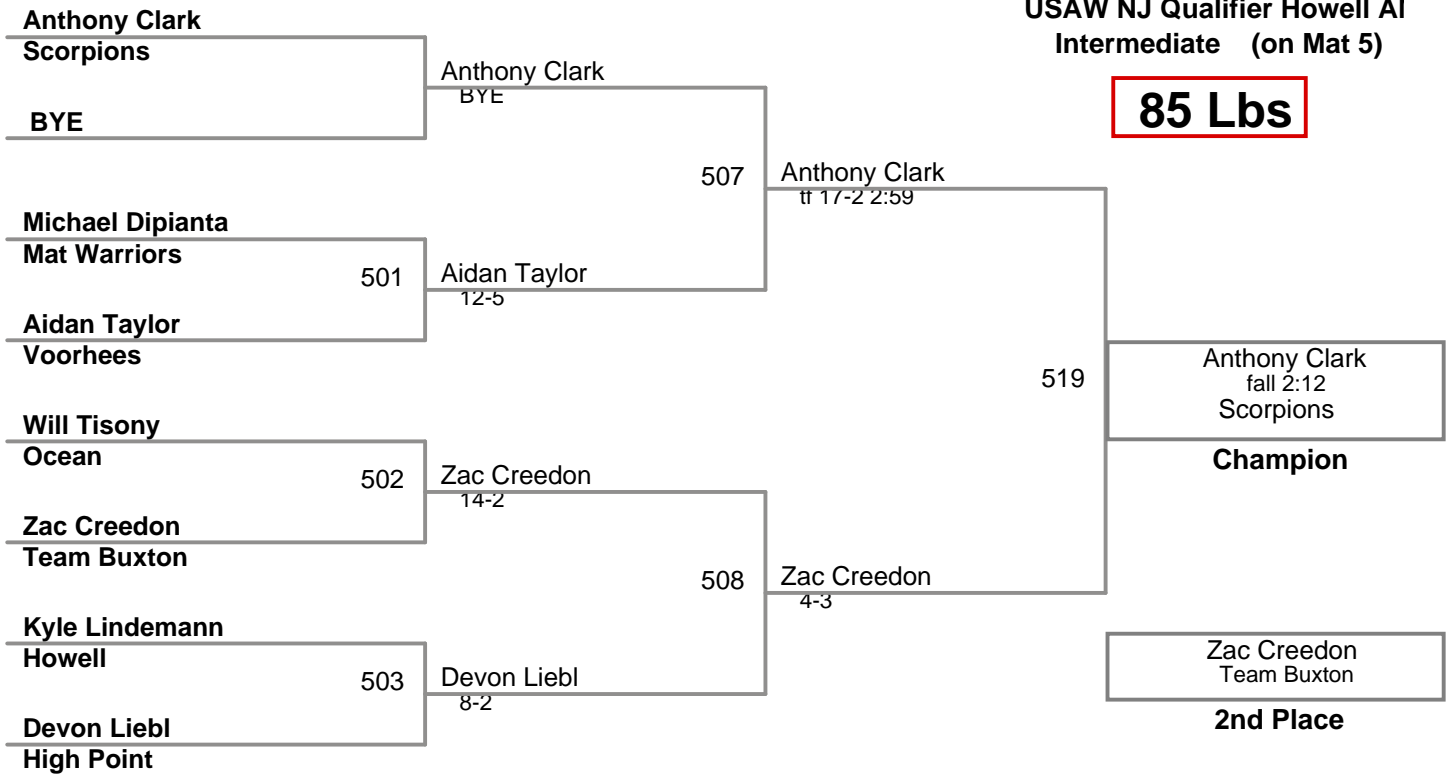 USAW NJ Qualifier Howell
Intermediate (on Mat 5)
85 Lbs
Anthony Clark
Scorpions
BYE
Michael Dipianta
Mat Warriors
Aidan Taylor
Voorhees
Will Tisony
Ocean
Zac Creedon
Team Buxton
Kyle Lindemann
Howell
Devon Liebl
High Point
501
502
503
Anthony Clark
BYE
Aidan Taylor
12-5
Zac Creedon
14-2
Devon Liebl
8-2
507
508
Anthony Clark
tf 17-2 2:59
Zac Creedon
4-3
519
Anthony Clark
fall 2:12
Scorpions
Champion
Zac Creedon
Team Buxton
2nd Place